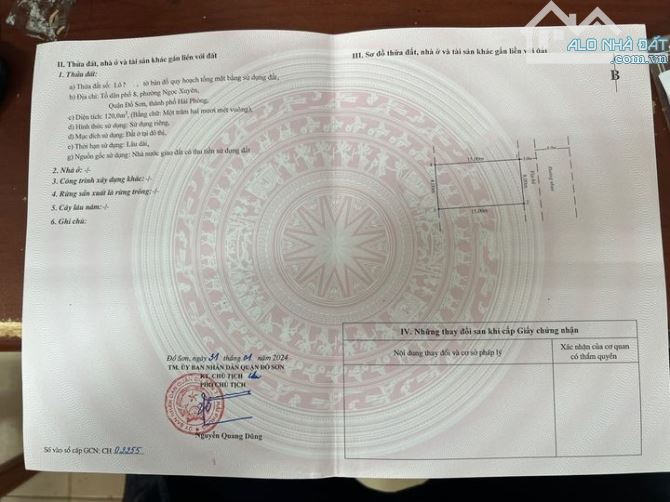 ALO NHÀ ĐẤT
II. Thửa đất, nhà ở và tài sản khác gắn liền với đất
1. Thửa đất:
a) Thửa đất số: Lô , tờ bản đồ quy hoạch tổng mặt bằng sử dụng đất,
b) Địa chỉ: Tổ dân phố 8, phường Ngọc Xuyên,
Quận Đồ Sơn, thành phố Hải Phòng,
c) Diện tích: 120,0m², (Bằng chữ: Một trăm hai mươi mét vuông),
d) Hình thức sử dụng: Sử dụng riêng,
đ) Mục đích sử dụng: Đất ở tại đô thị,
e) Thời hạn sử dụng: Lâu dài,
g) Nguồn gốc sử dụng: Nhà nước giao đất có thu tiền sử dụng đất
2. Nhà ở: -/-
3. Công trình xây dựng khác: -/-
4. Rừng sản xuất là rừng trồng: -/-
5. Cây lâu năm: -/-
6. Ghi chú:
Đồ Sơn, ngày 31 tháng 01 năm 2024
TM. ỦY BAN NHÂN DÂN QUẬN ĐỒ SƠN
KT. CHỦ TỊCH
PHÓ CHỦ TỊCH
Nguyễn Quang Dũng
Số vào sổ cấp GCN: CH 02255
III. Sơ đồ thửa đất, nhà ở và tài sản khác gắn liền với đất
B
15,00m
8,00m
8,00m
15,00m
IV. Những thay đổi sau khi cấp Giấy chứng nhận
Nội dung thay đổi và cơ sở pháp lý
Xác nhận của cơ quan
có thẩm quyền